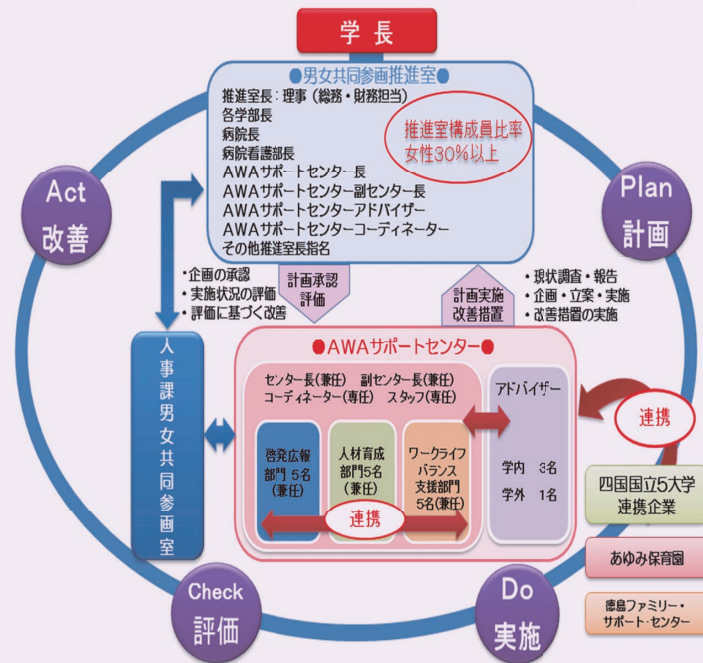 学長
●男女共同参画推進室●
推進室長：理事（総務・財務担当）
各学部長
病院長
病院看護部長
AWAサポートセンター長
AWAサポートセンター副センター長
AWAサポートセンターアドバイザー
AWAサポートセンターコーディネーター
その他推進室長指名
推進室構成員比率
女性30%以上
Act
改善
Plan
計画
・企画の承認
・実施状況の評価
・評価に基づく改善
計画承認
評価
計画実施
改善措置
・現状調査・報告
・企画・立案・実施
・改善措置の実施
人事課男女共同参画室
●AWAサポートセンター●
センター長(兼任) 副センター長(兼任)
コーディネーター(専任) スタッフ(専任)
啓発広報
部門 5名
(兼任)
人材育成
部門5名
(兼任)
ワークライフ
バランス
支援部門
5名(兼任)
連携
アドバイザー
学内 3名
学外 1名
連携
四国国立5大学
連携企業
あゆみ保育園
徳島ファミリー・
サポート・センター
Check
評価
Do
実施